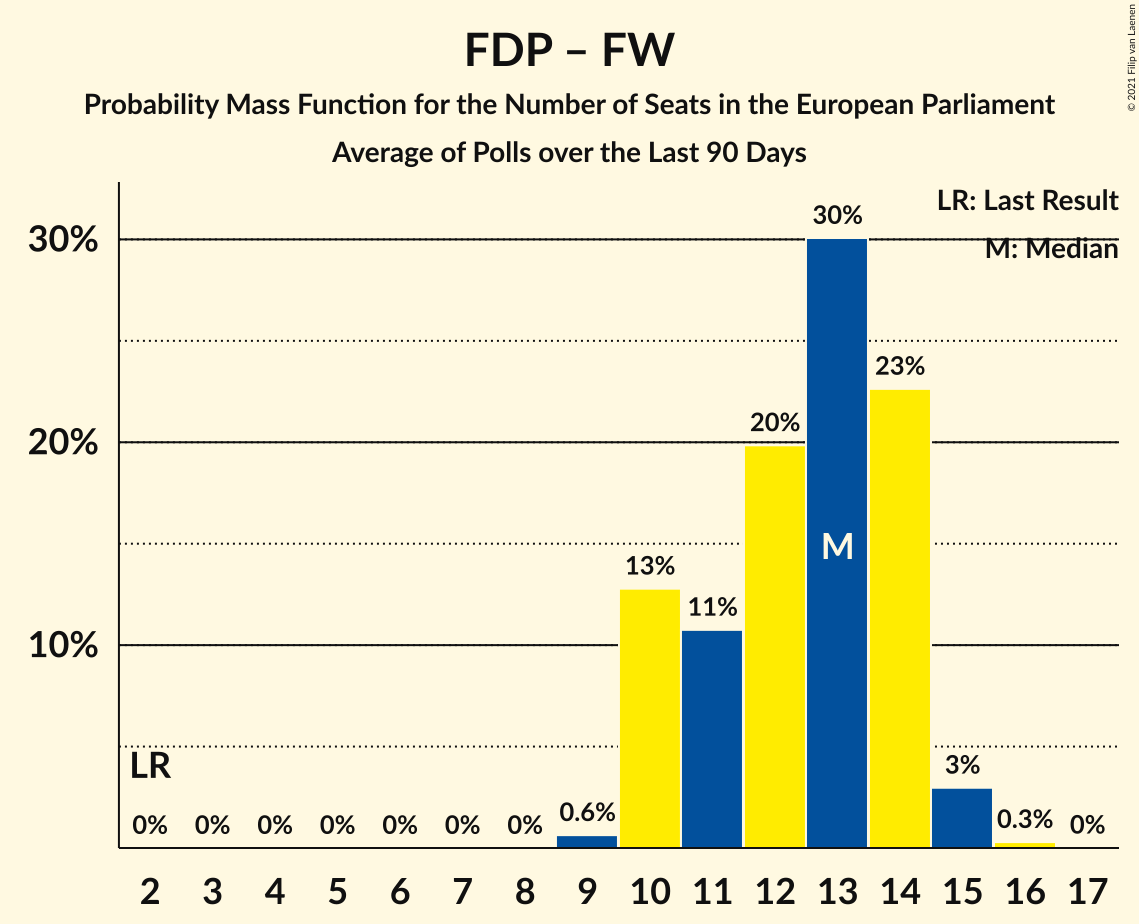 FDP – FW
Probability Mass Function for the Number of Seats in the European Parliament
Average of Polls over the Last 90 Days
© 2021 Filip van Laenen
LR: Last Result
M: Median
30%
20%
10%
LR
0% 0% 0% 0% 0% 0% 0% 0.6% 13% 11% 20% 30% 23% 3% 0.3% 0%
M
2 3 4 5 6 7 8 9 10 11 12 13 14 15 16 17